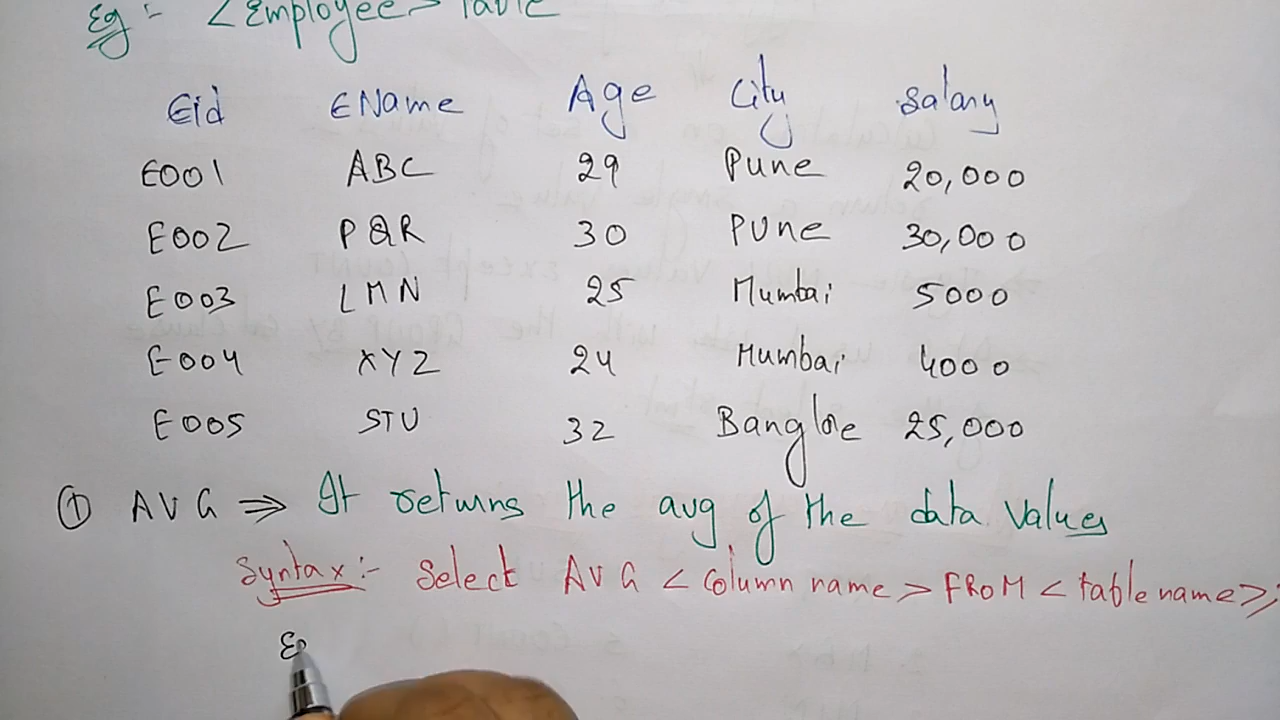 Eg :- <Employee> Table
Eid EName Age City Salary
E001 ABC 29 Pune 20,000
E002 PQR 30 Pune 30,000
E003 LMN 25 Mumbai 5000
E004 XYZ 24 Mumbai 4000
E005 STU 32 Banglore 25,000
① AVG ⇒ It returns the avg of the data values
Syntax :- Select AVG <column name> FROM <table name>;